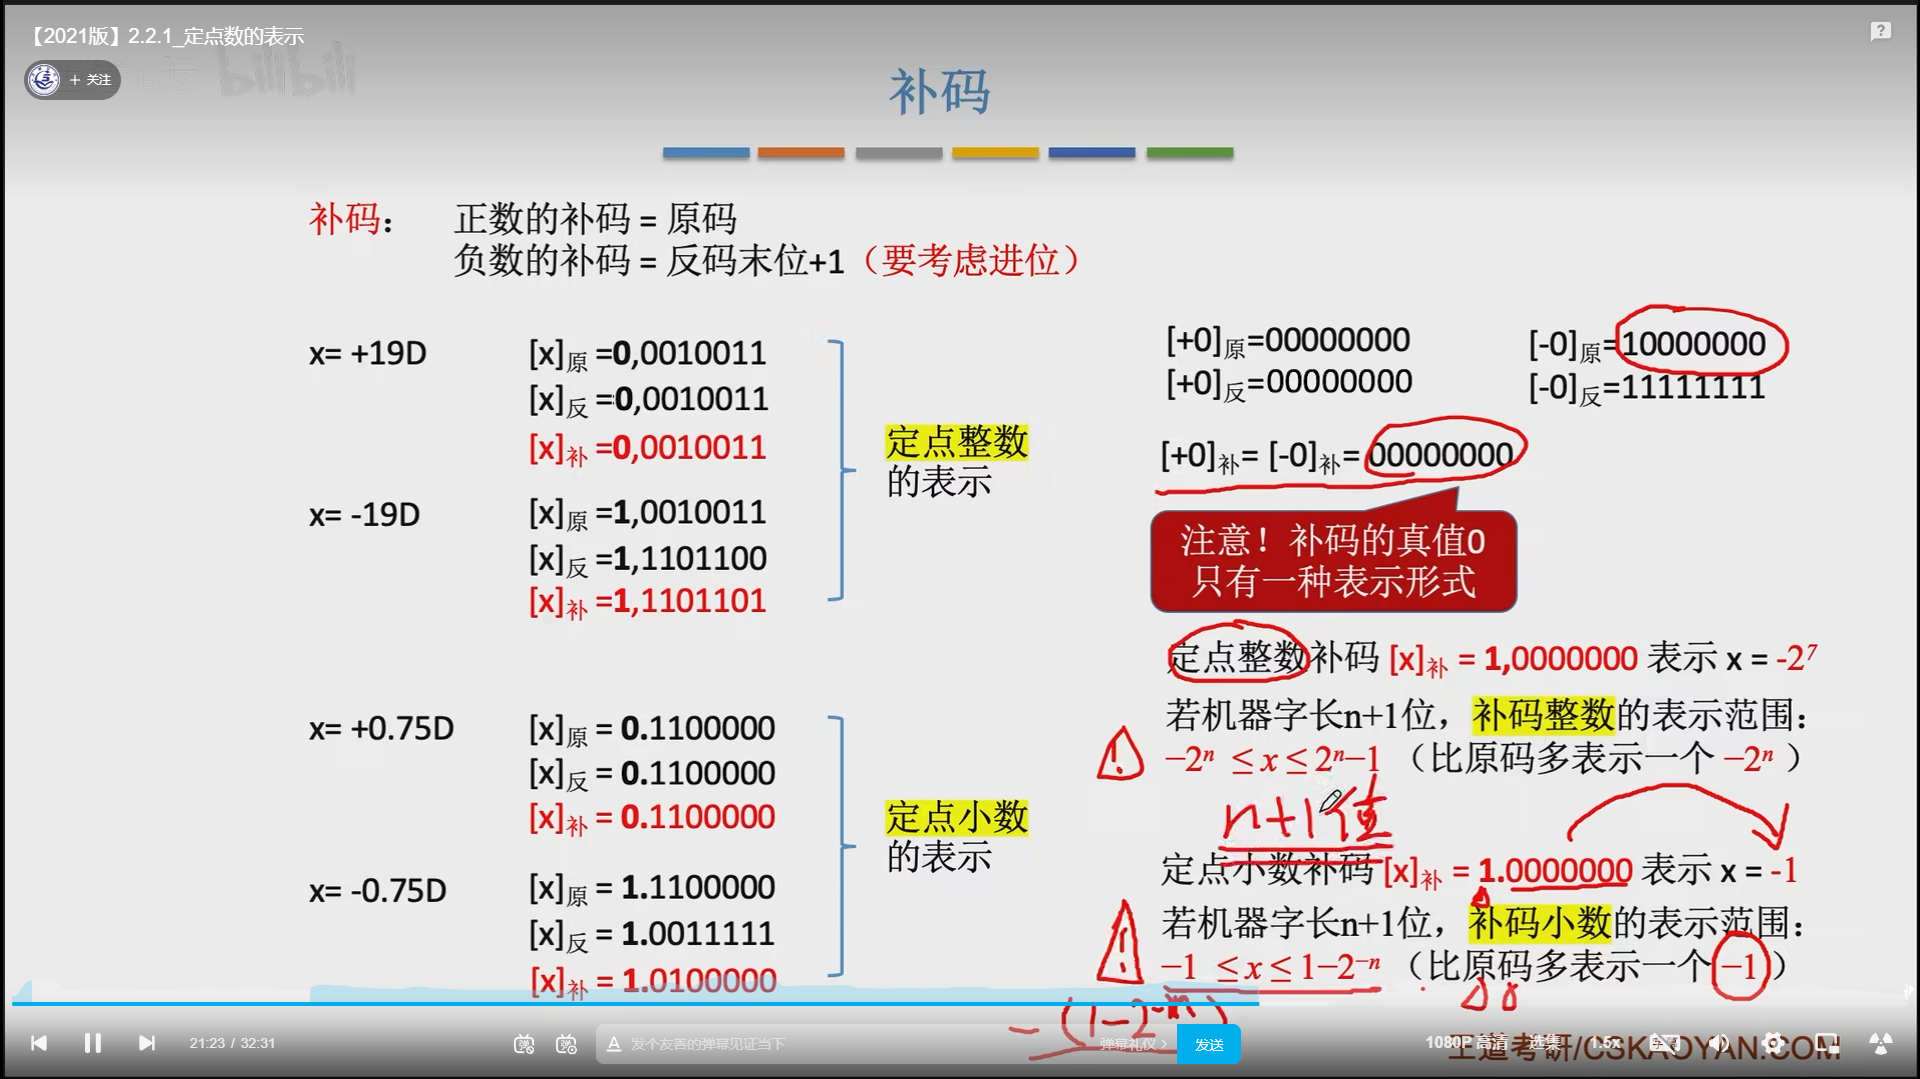 【2021版】2.2.1_定点数的表示
+ 关注
bilibili
补码
补码： 正数的补码 = 原码
负数的补码 = 反码末位+1（要考虑进位）
x= +19D
[x]原 =0,0010011
[x]反 =0,0010011
[x]补 =0,0010011
x= -19D
[x]原 =1,0010011
[x]反 =1,1101100
[x]补 =1,1101101
定点整数
的表示
x= +0.75D
[x]原 = 0.1100000
[x]反 = 0.1100000
[x]补 = 0.1100000
x= -0.75D
[x]原 = 1.1100000
[x]反 = 1.0011111
[x]补 = 1.0100000
定点小数
的表示
[+0]原=00000000
[-0]原=10000000
[+0]反=00000000
[-0]反=11111111
[+0]补= [-0]补= 00000000
注意！补码的真值0
只有一种表示形式
定点整数补码 [x]补 = 1,0000000 表示 x = -2⁷
若机器字长n+1位，补码整数的表示范围：
−2ⁿ ≤ x ≤ 2ⁿ−1 （比原码多表示一个 −2ⁿ ）
n+1位
定点小数补码 [x]补 = 1.0000000 表示 x = -1
若机器字长n+1位，补码小数的表示范围：
−1 ≤ x ≤ 1−2⁻ⁿ （比原码多表示一个 −1）
21:23 / 32:31
发个友善的弹幕见证当下
弹幕礼仪 >
发送
1080P 高清
选集
1.5x
王道考研/CSKAOYAN.COM